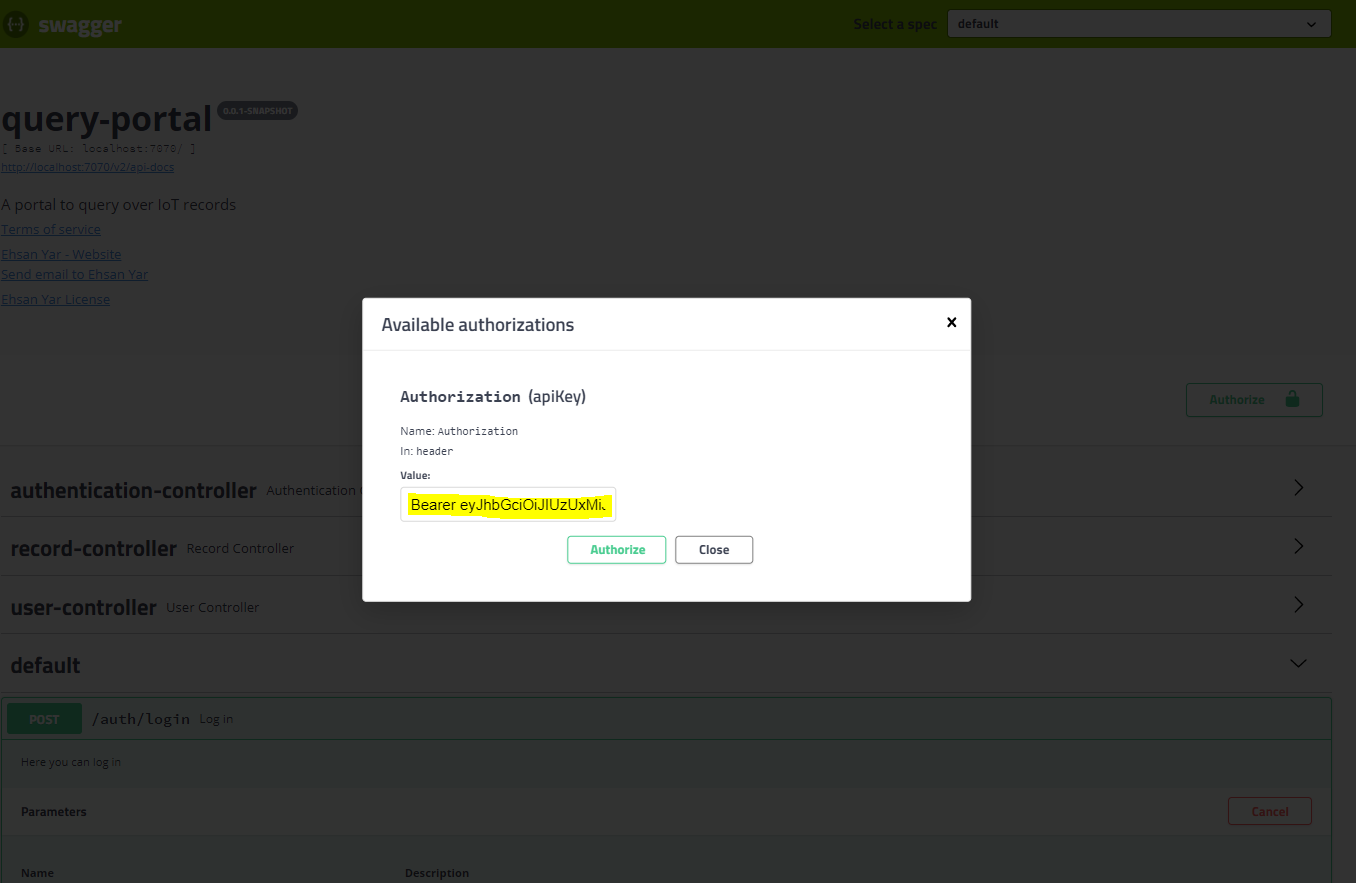 {···} swagger
Select a spec
default
query-portal 0.0.1-SNAPSHOT
[ Base URL: localhost:7070/ ]
http://localhost:7070/v2/api-docs
A portal to query over IoT records
Terms of service
Ehsan Yar - Website
Send email to Ehsan Yar
Ehsan Yar License
Available authorizations
Authorization (apiKey)
Name: Authorization
In: header
Value:
Bearer eyJhbGciOiJIUzUxMiJ
Authorize
Close
Authorize
authentication-controller Authentication
record-controller Record Controller
user-controller User Controller
default
POST /auth/login Log in
Here you can log in
Parameters
Cancel
Name Description